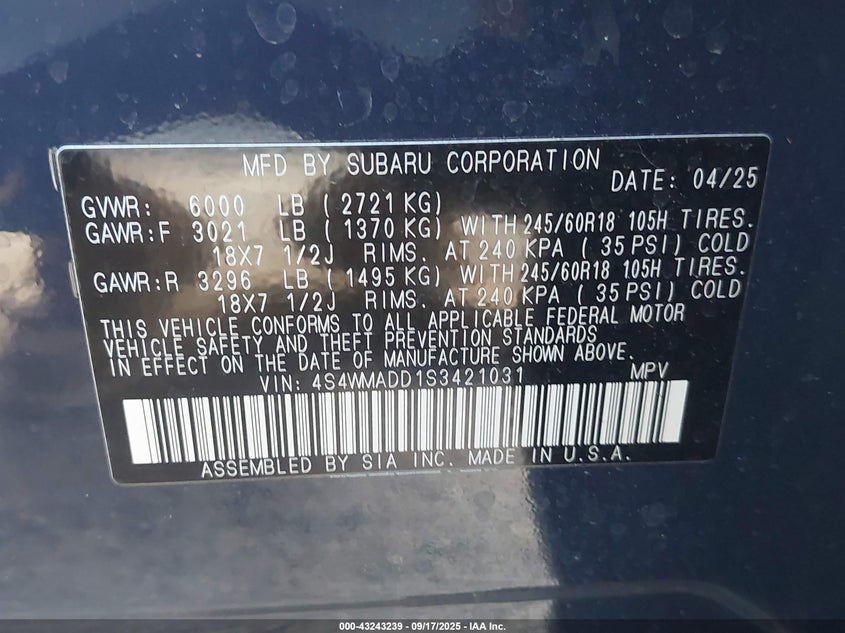 MFD BY SUBARU CORPORATION
DATE: 04/25
GVWR: 6000 LB ( 2721 KG)
GAWR:F 3021 LB ( 1370 KG) WITH 245/60R18 105H TIRES.
18X7 1/2J RIMS. AT 240 KPA ( 35 PSI) COLD
GAWR:R 3296 LB ( 1495 KG) WITH 245/60R18 105H TIRES.
18X7 1/2J RIMS. AT 240 KPA ( 35 PSI) COLD
THIS VEHICLE CONFORMS TO ALL APPLICABLE FEDERAL MOTOR
VEHICLE SAFETY AND THEFT PREVENTION STANDARDS
IN EFFECT ON THE DATE OF MANUFACTURE SHOWN ABOVE.
VIN: 4S4WMADD1S3421031 MPV
ASSEMBLED BY SIA INC. MADE IN U.S.A.
000-43243239 - 09/17/2025 - IAA Inc.